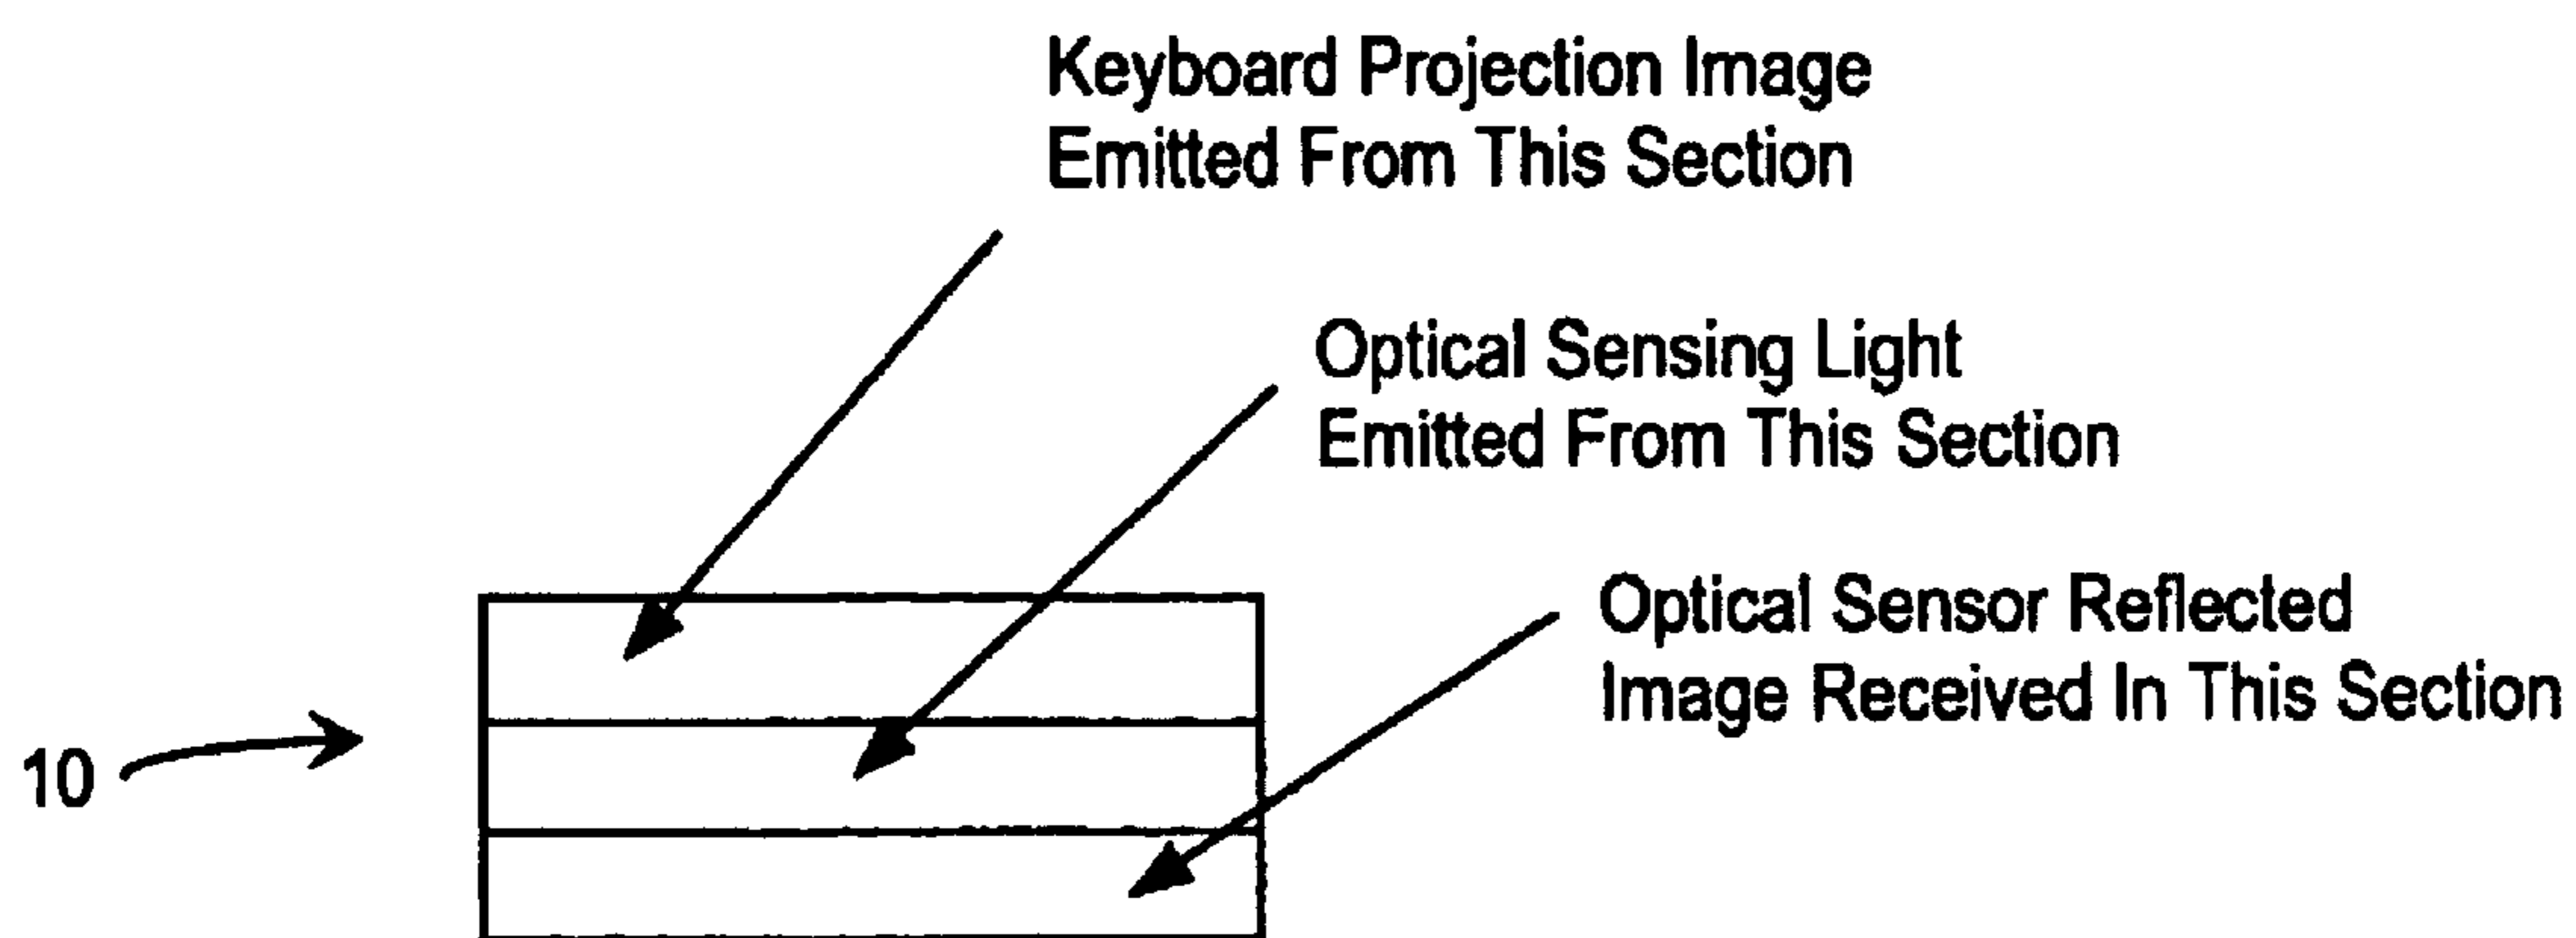 Keyboard Projection Image
Emitted From This Section
Optical Sensing Light
Emitted From This Section
Optical Sensor Reflected
Image Received In This Section
10